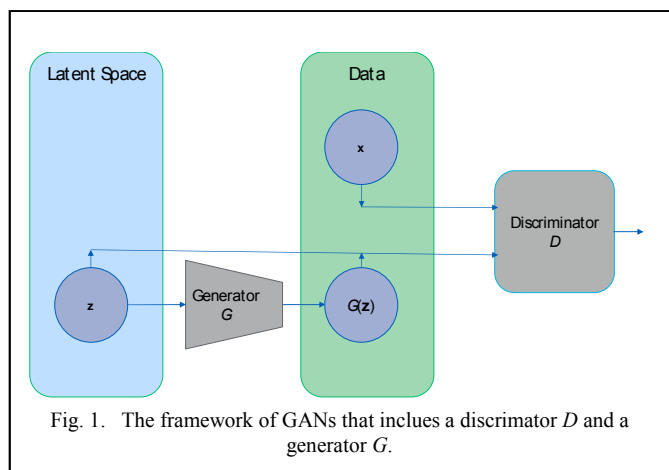 Latent Space
Data
x
Discriminator
D
z
Generator
G
G(z)
Fig. 1. The framework of GANs that inclues a discrimator D and a
generator G.